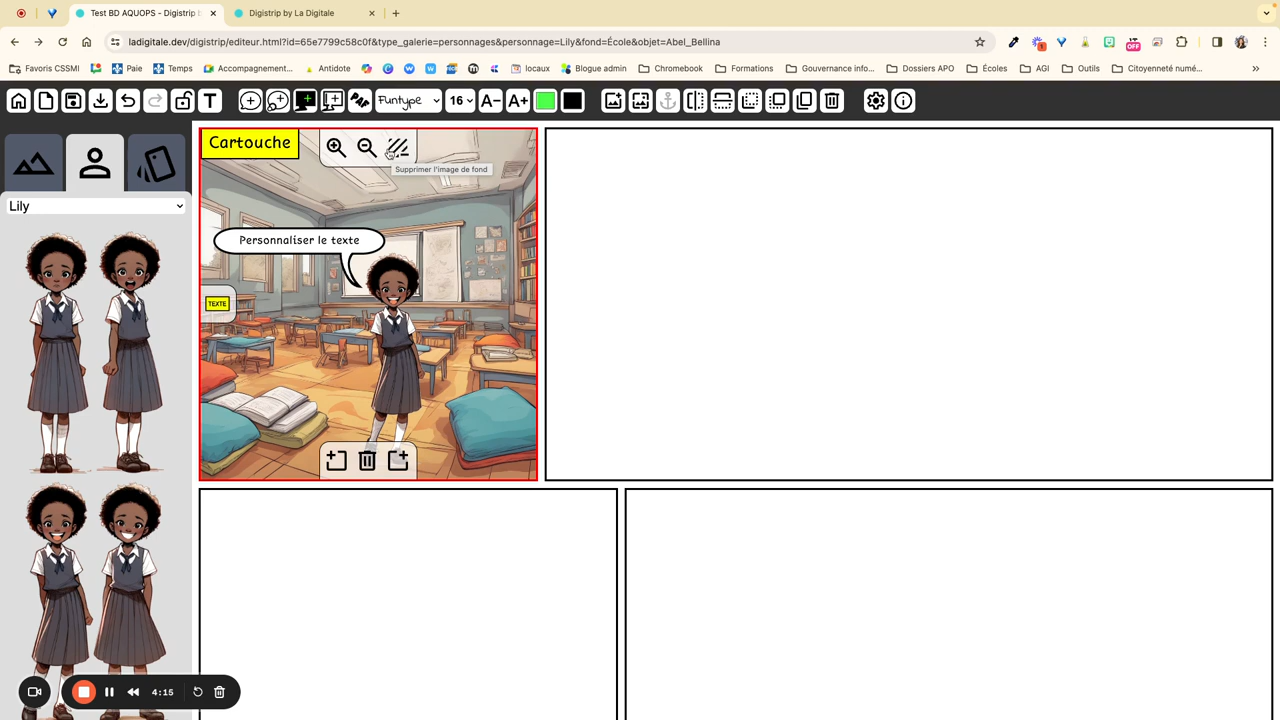 Test BD AQUOPS - Digistrip b
Digistrip by La Digitale
ladigitale.dev/digistrip/editeur.html?id=65e7799c58c0f&type_galerie=personnages&personnage=Lily&fond=École&objet=Abel_Bellina
Favoris CSSMI
Paie
Temps
Accompagnement...
Antidote
locaux
Blogue admin
Chromebook
Formations
Gouvernance info...
Dossiers APO
Écoles
AGI
Outils
Citoyenneté numé...
T
Funtype
16
A-
A+
Cartouche
Supprimer l'image de fond
Lily
Personnaliser le texte
TEXTE
4:15